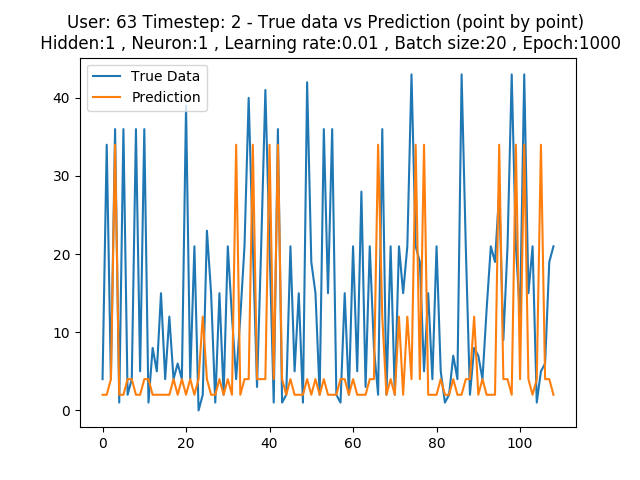 User: 63 Timestep: 2 - True data vs Prediction (point by point)
Hidden:1 , Neuron:1 , Learning rate:0.01 , Batch size:20 , Epoch:1000
True Data
Prediction
40
30
20
10
0
0 20 40 60 80 100